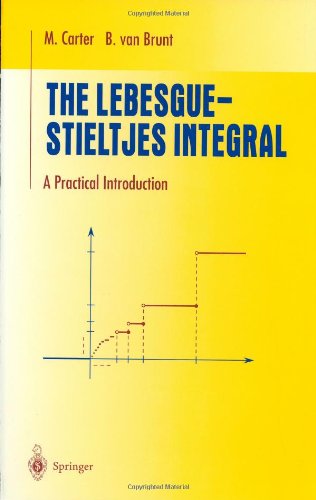 M. Carter B. van Brunt
THE LEBESGUE–
STIELTJES INTEGRAL
A Practical Introduction
Springer